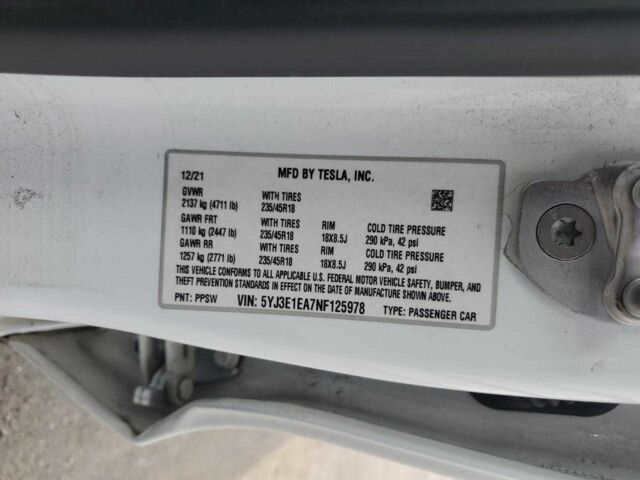 12/21 MFD BY TESLA, INC.
GVWR WITH TIRES
2137 kg (4711 lb) 235/45R18
GAWR FRT WITH TIRES RIM COLD TIRE PRESSURE
1110 kg (2447 lb) 235/45R18 18X8.5J 290 kPa, 42 psi
GAWR RR WITH TIRES RIM COLD TIRE PRESSURE
1257 kg (2771 lb) 235/45R18 18X8.5J 290 kPa, 42 psi
THIS VEHICLE CONFORMS TO ALL APPLICABLE U.S. FEDERAL MOTOR VEHICLE SAFETY, BUMPER, AND
THEFT PREVENTION STANDARDS IN EFFECT ON THE DATE OF MANUFACTURE SHOWN ABOVE.
PNT: PPSW VIN: 5YJ3E1EA7NF125978 TYPE: PASSENGER CAR